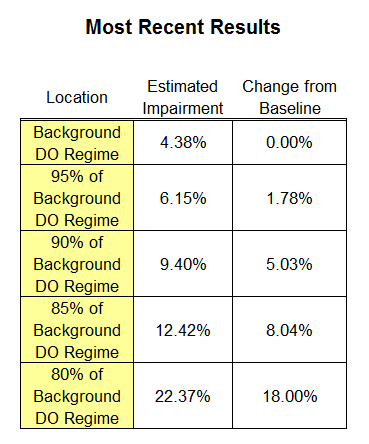 Most Recent Results
Location
Estimated
Impairment
Change from
Baseline
Background
DO Regime
4.38%
0.00%
95% of
Background
DO Regime
6.15%
1.78%
90% of
Background
DO Regime
9.40%
5.03%
85% of
Background
DO Regime
12.42%
8.04%
80% of
Background
DO Regime
22.37%
18.00%